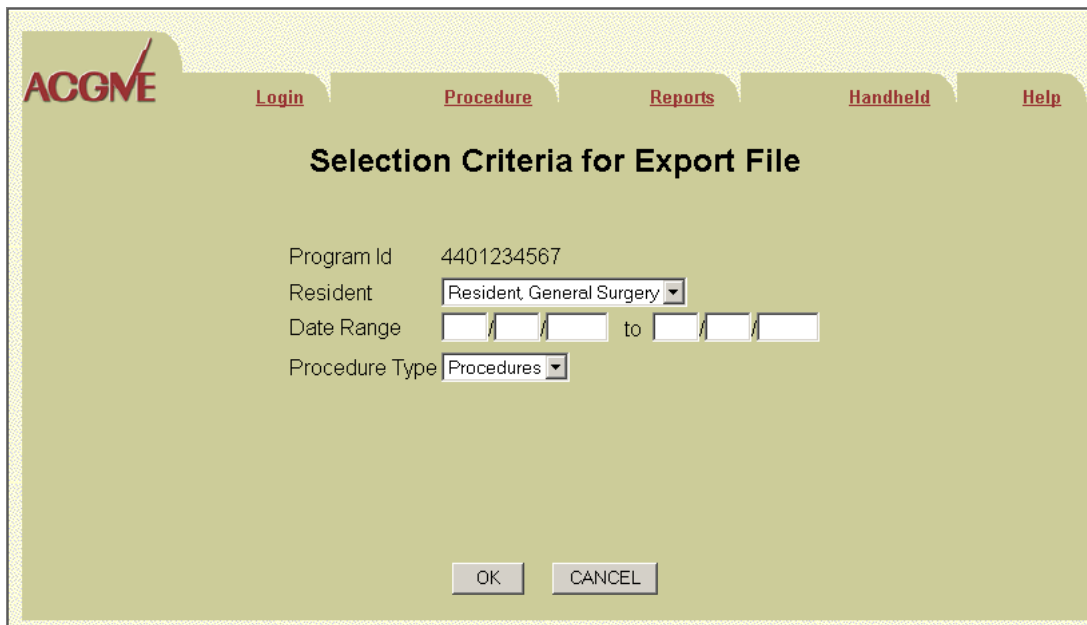 ACGME
Login Procedure Reports Handheld Help
Selection Criteria for Export File
Program Id 4401234567
Resident Resident, General Surgery
Date Range / / to / /
Procedure Type Procedures
OK CANCEL